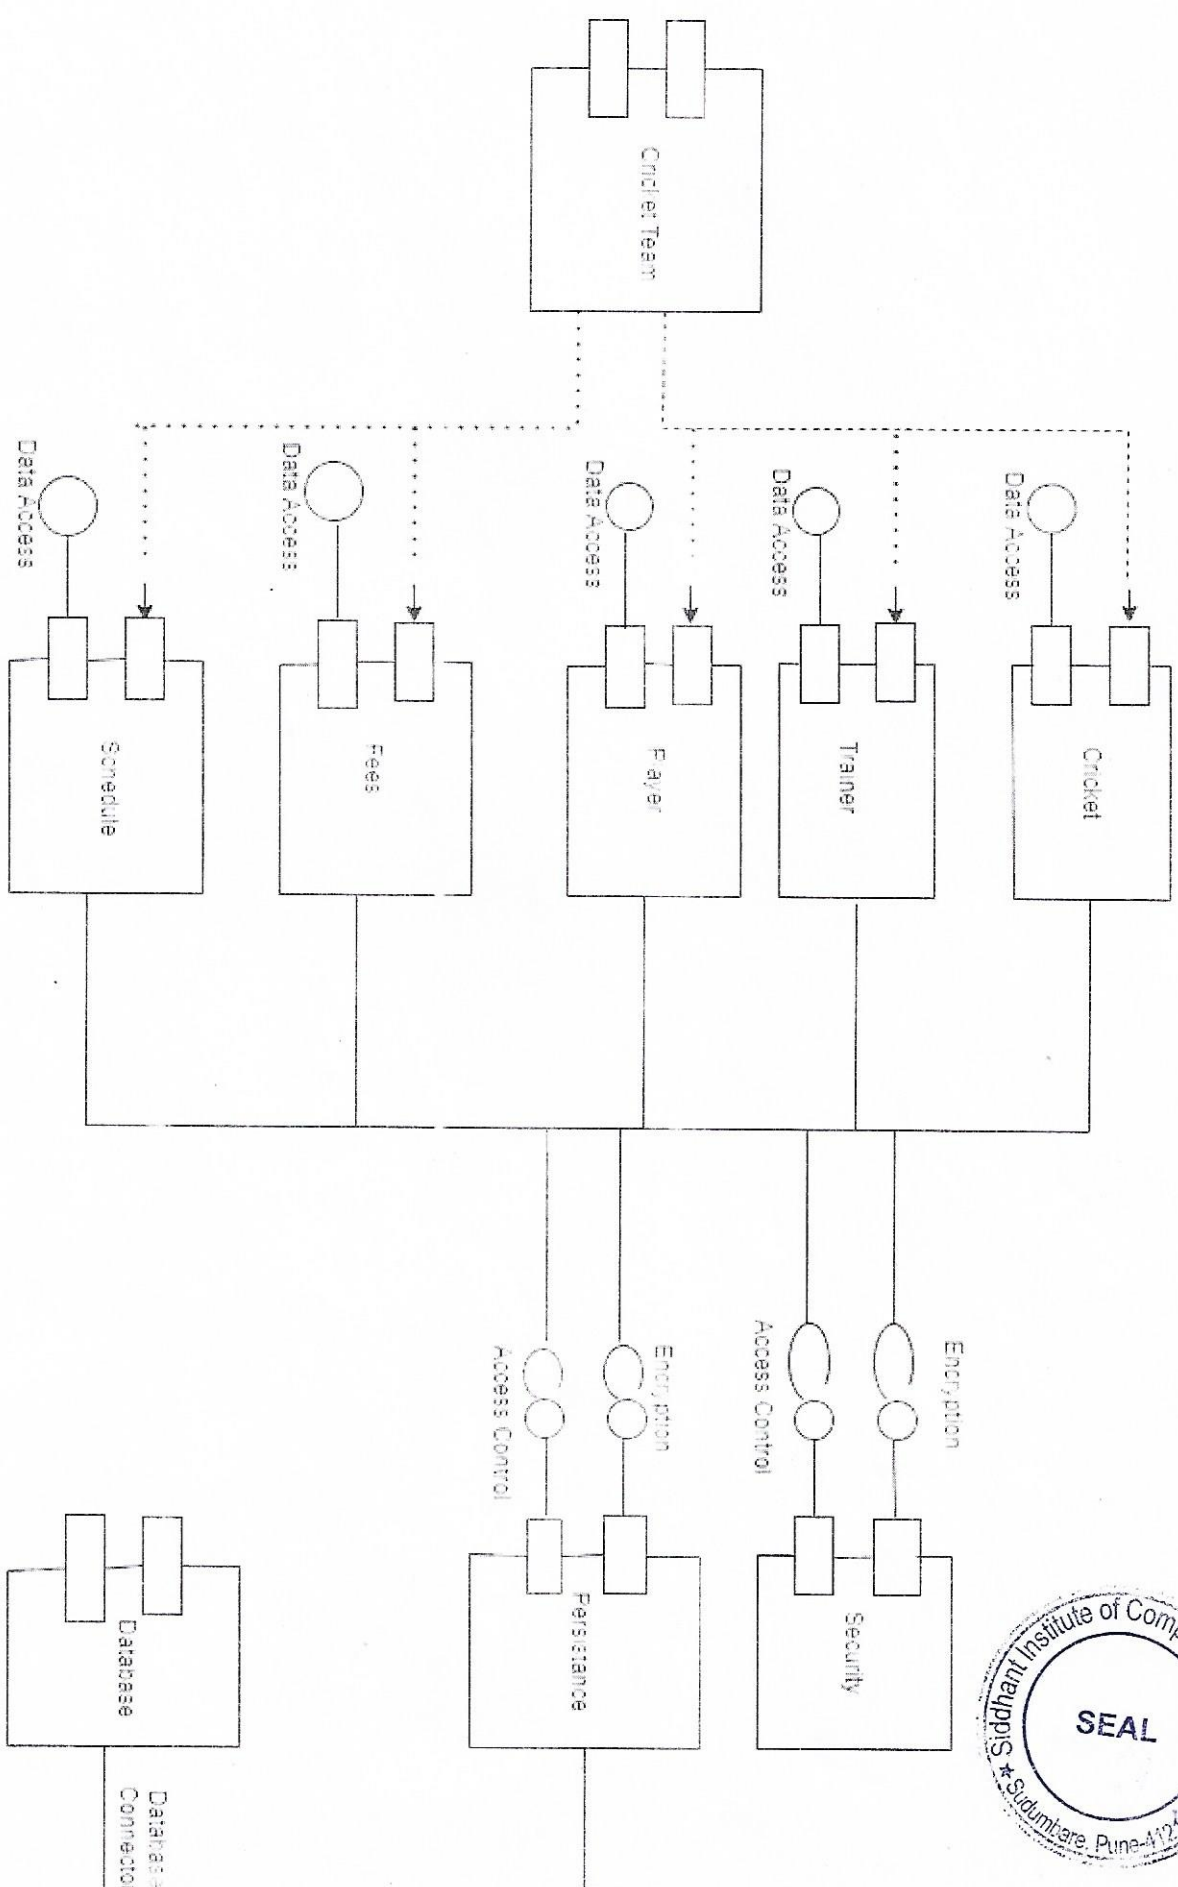 Cricket Team
Data Access
Cricket
Data Access
Trainer
Data Access
Player
Data Access
Fees
Data Access
Schedule
Encryption
Access Control
Security
Encryption
Access Control
Persistance
Database
Database
Connector
Siddhant Institute of Comp
SEAL
★ Sudumbare, Pune-412